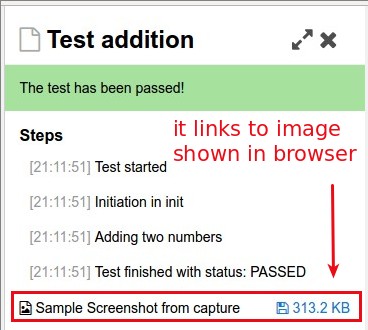 Test addition
The test has been passed!
Steps
it links to image
shown in browser
[21:11:51] Test started
[21:11:51] Initiation in init
[21:11:51] Adding two numbers
[21:11:51] Test finished with status: PASSED
Sample Screenshot from capture 313.2 KB